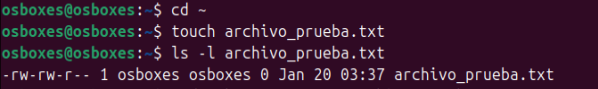 osboxes@osboxes:~$ cd ~
osboxes@osboxes:~$ touch archivo_prueba.txt
osboxes@osboxes:~$ ls -l archivo_prueba.txt
-rw-rw-r-- 1 osboxes osboxes 0 Jan 20 03:37 archivo_prueba.txt